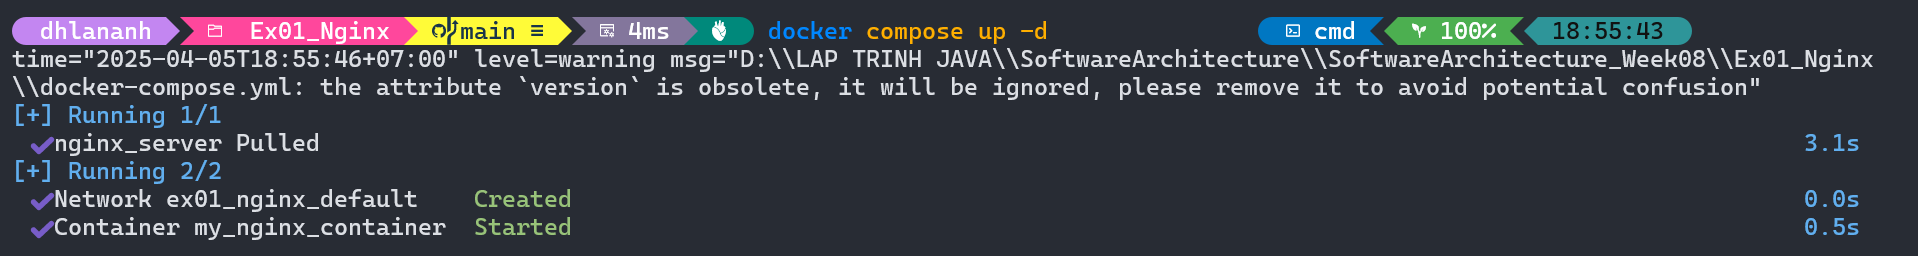 dhlananh Ex01_Nginx main ≡ 4ms docker compose up -d cmd 100% 18:55:43
time="2025-04-05T18:55:46+07:00" level=warning msg="D:\\LAP TRINH JAVA\\SoftwareArchitecture\\SoftwareArchitecture_Week08\\Ex01_Nginx
\\docker-compose.yml: the attribute `version` is obsolete, it will be ignored, please remove it to avoid potential confusion"
[+] Running 1/1
✔nginx_server Pulled 3.1s
[+] Running 2/2
✔Network ex01_nginx_default Created 0.0s
✔Container my_nginx_container Started 0.5s